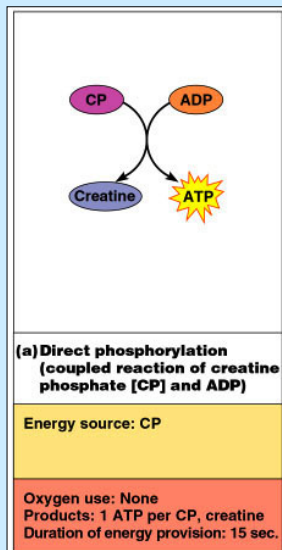 CP ADP
Creatine ATP
(a) Direct phosphorylation
(coupled reaction of creatine
phosphate [CP] and ADP)
Energy source: CP
Oxygen use: None
Products: 1 ATP per CP, creatine
Duration of energy provision: 15 sec.